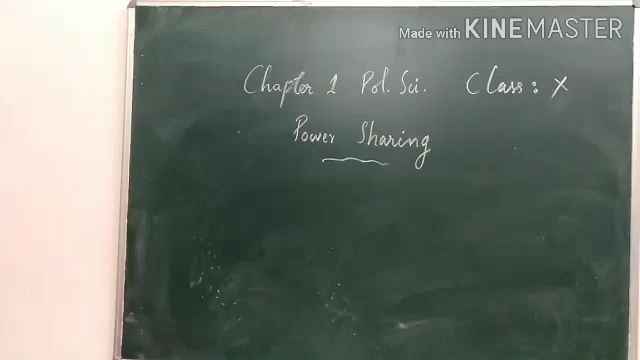 Made with KINEMASTER
Chapter 1 Pol. Sci. Class: X
Power Sharing